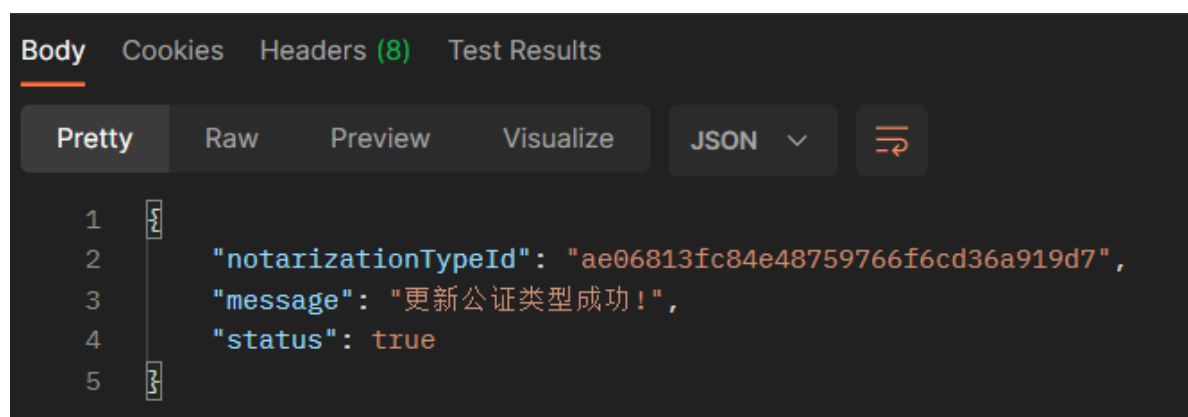 Body Cookies Headers (8) Test Results
Pretty Raw Preview Visualize JSON
1 {
2 "notarizationTypeId": "ae06813fc84e48759766f6cd36a919d7",
3 "message": "更新公证类型成功!",
4 "status": true
5 }